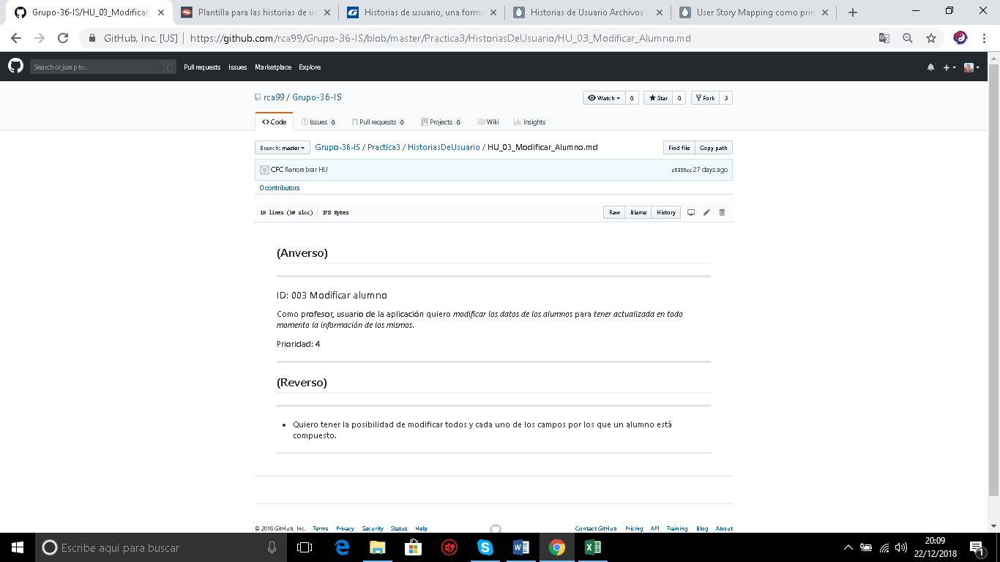 Grupo-36-IS/HU_03_Modificar_
Plantilla para las historias de us
Historias de usuario, una forma
Historias de Usuario Archivos -
User Story Mapping como prin
GitHub, Inc. [US] https://github.com/rca99/Grupo-36-IS/blob/master/Practica3/HistoriasDeUsuario/HU_03_Modificar_Alumno.md
Search or jump to... / Pull requests Issues Marketplace Explore
rca99 / Grupo-36-IS Watch 0 Star 0 Fork 3
Code Issues 0 Pull requests 0 Projects 0 Wiki Insights
Branch: master Grupo-36-IS / Practica3 / HistoriasDeUsuario / HU_03_Modificar_Alumno.md Find file Copy path
CFC Renombrar HU c5325cc 27 days ago
0 contributors
19 lines (10 sloc) 378 Bytes Raw Blame History
(Anverso)
ID: 003 Modificar alumno
Como profesor, usuario de la aplicación quiero modificar los datos de los alumnos para tener actualizada en todo
momento la información de los mismos.
Prioridad: 4
(Reverso)
• Quiero tener la posibilidad de modificar todos y cada uno de los campos por los que un alumno está
compuesto.
© 2018 GitHub, Inc. Terms Privacy Security Status Help Contact GitHub Pricing API Training Blog About
Escribe aquí para buscar
20:09
22/12/2018
1